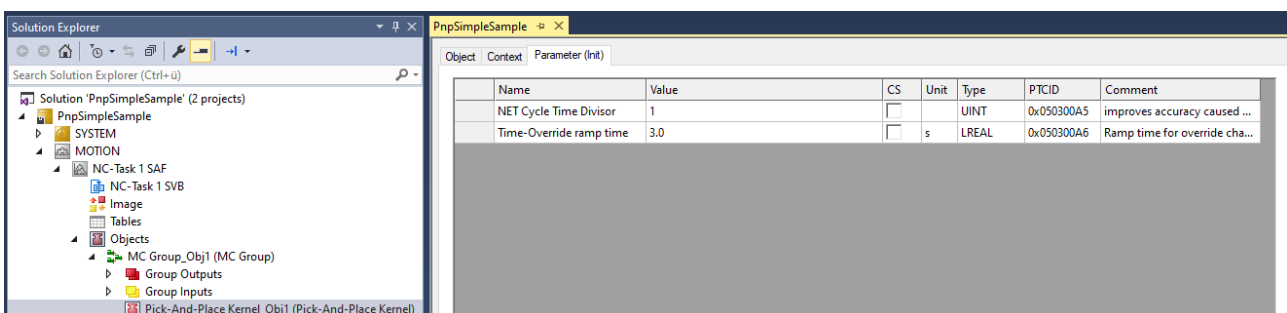 Solution Explorer
Search Solution Explorer (Ctrl+ü)
Solution 'PnpSimpleSample' (2 projects)
PnpSimpleSample
SYSTEM
MOTION
NC-Task 1 SAF
NC-Task 1 SVB
Image
Tables
Objects
MC Group_Obj1 (MC Group)
Group Outputs
Group Inputs
Pick-And-Place Kernel_Obj1 (Pick-And-Place Kernel)
PnpSimpleSample
Object Context Parameter (Init)
Name Value CS Unit Type PTCID Comment
NET Cycle Time Divisor 1 UINT 0x050300A5 improves accuracy caused ...
Time-Override ramp time 3.0 s LREAL 0x050300A6 Ramp time for override cha...